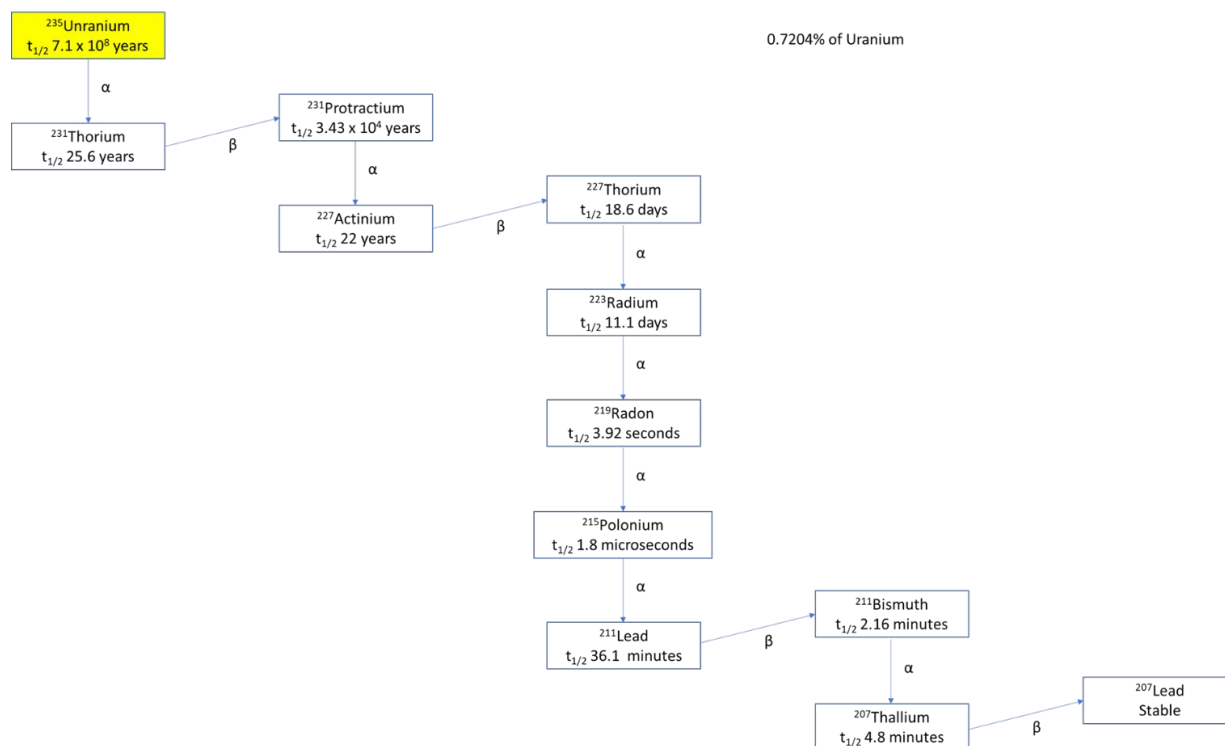 ²³⁵Unranium
t₁/₂ 7.1 x 10⁸ years
0.7204% of Uranium
α
²³¹Protractium
t₁/₂ 3.43 x 10⁴ years
²³¹Thorium
t₁/₂ 25.6 years
β
α
²²⁷Thorium
t₁/₂ 18.6 days
²²⁷Actinium
t₁/₂ 22 years
β
α
²²³Radium
t₁/₂ 11.1 days
α
²¹⁹Radon
t₁/₂ 3.92 seconds
α
²¹⁵Polonium
t₁/₂ 1.8 microseconds
α
²¹¹Bismuth
t₁/₂ 2.16 minutes
²¹¹Lead
t₁/₂ 36.1 minutes
β
α
²⁰⁷Lead
Stable
²⁰⁷Thallium
t₁/₂ 4.8 minutes
β